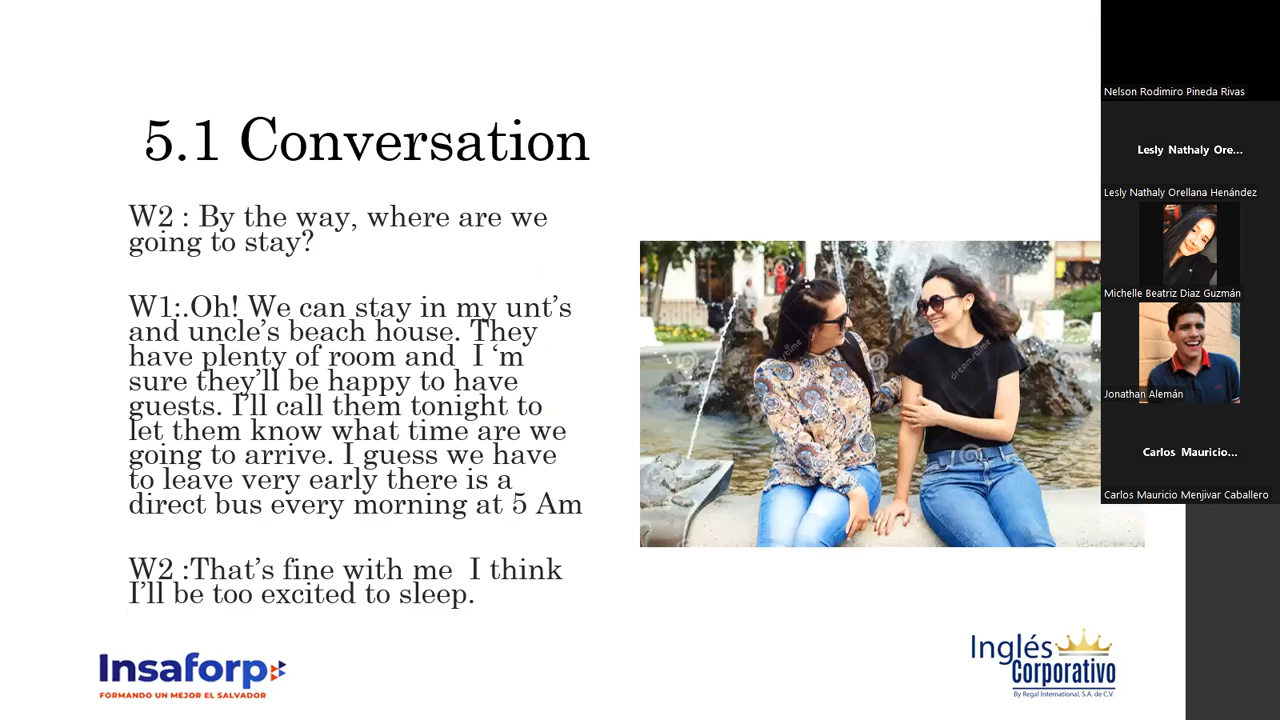 5.1 Conversation
W2 : By the way, where are we
going to stay?
W1:.Oh! We can stay in my unt’s
and uncle’s beach house. They
have plenty of room and  I ‘m
sure they’ll be happy to have
guests. I’ll call them tonight to
let them know what time are we
going to arrive. I guess we have
to leave very early there is a
direct bus every morning at 5 Am
W2 :That’s fine with me  I think
I’ll be too excited to sleep.
Insaforp
FORMANDO UN MEJOR EL SALVADOR
Inglés
Corporativo
By Regal International, S.A. de C.V.
dreamstime
Nelson Rodimiro Pineda Rivas
Lesly Nathaly Ore...
Lesly Nathaly Orellana Henández
Michelle Beatriz Diaz Guzmán
Jonathan Alemán
Carlos Mauricio...
Carlos Mauricio Menjivar Caballero